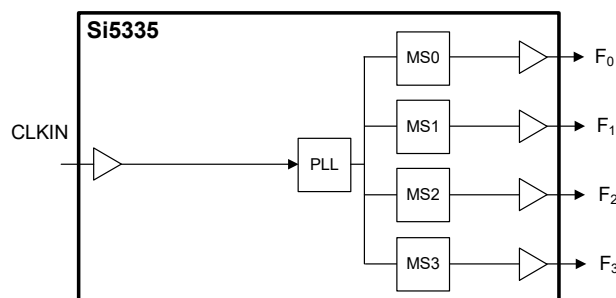 Si5335
MS0
F₀
CLKIN
MS1
F₁
PLL
MS2
F₂
MS3
F₃